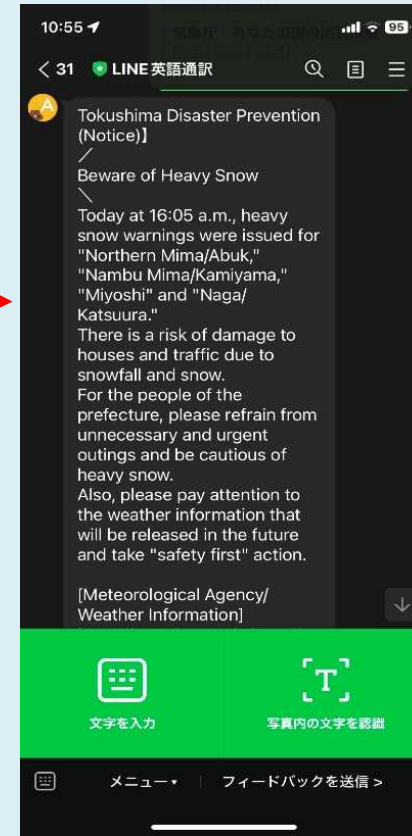 10:55
95
31 LINE英語通訳
Tokushima Disaster Prevention
(Notice)】
/
Beware of Heavy Snow
\
Today at 16:05 a.m., heavy
snow warnings were issued for
"Northern Mima/Abuk,"
"Nambu Mima/Kamiyama,"
"Miyoshi" and "Naga/
Katsuura."
There is a risk of damage to
houses and traffic due to
snowfall and snow.
For the people of the
prefecture, please refrain from
unnecessary and urgent
outings and be cautious of
heavy snow.
Also, please pay attention to
the weather information that
will be released in the future
and take "safety first" action.
[Meteorological Agency/
Weather Information]
文字を入力
写真内の文字を認識
メニュー▾ フィードバックを送信 >